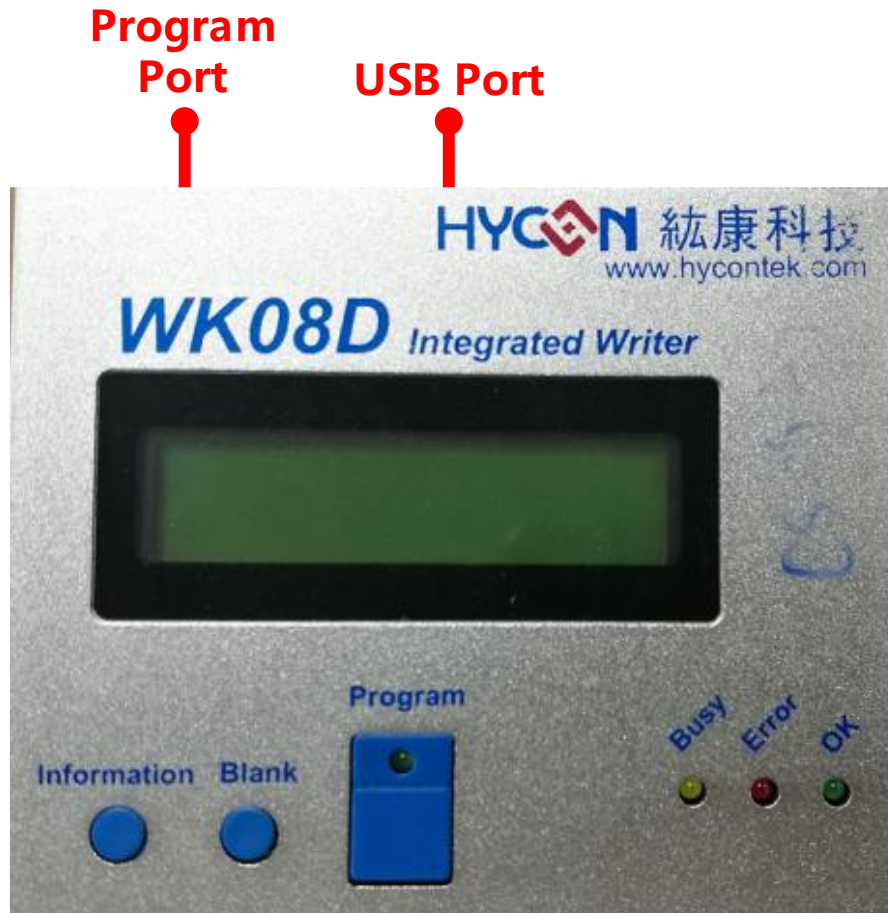 Program
Port
USB Port
HYCON 紘康科技
www.hycontek.com
WK08D Integrated Writer
Program
Busy Error OK
Information Blank